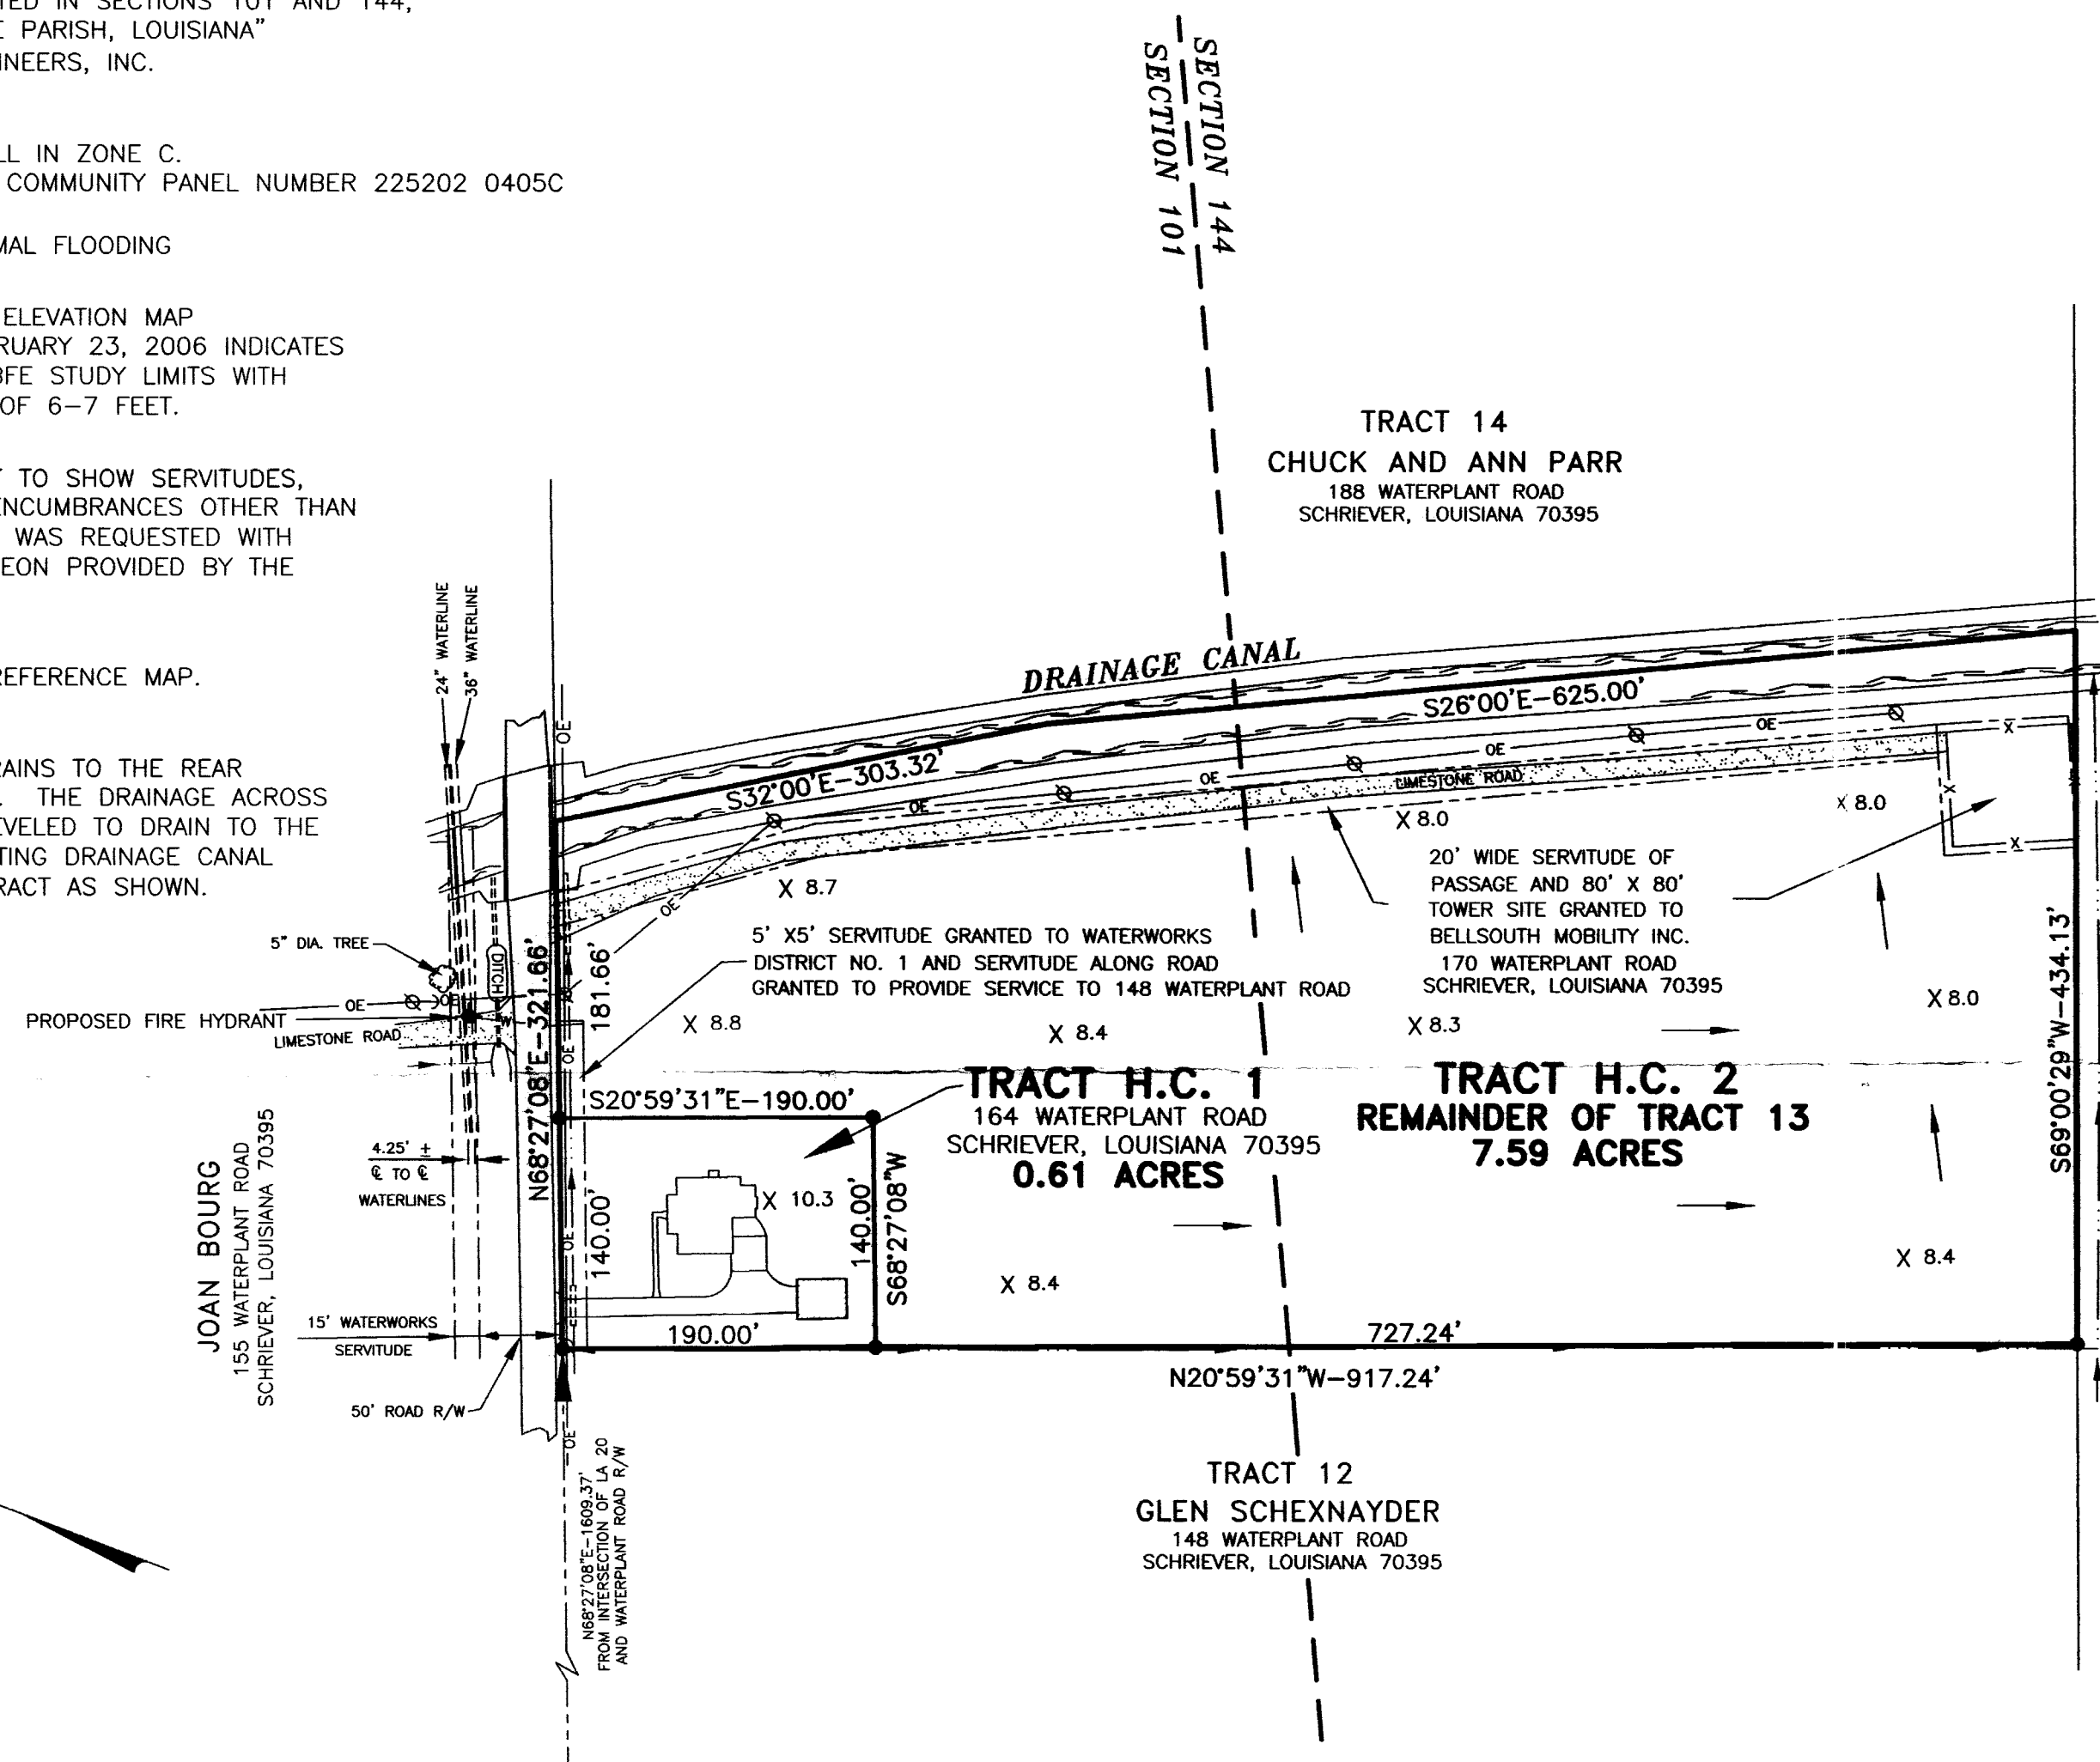 TED IN SECTIONS 101 AND 144,
E PARISH, LOUISIANA"
INEERS, INC.
LL IN ZONE C.
COMMUNITY PANEL NUMBER 225202 0405C
MAL FLOODING
ELEVATION MAP
RUARY 23, 2006 INDICATES
BFE STUDY LIMITS WITH
OF 6-7 FEET.
TO SHOW SERVITUDES,
ENCUMBRANCES OTHER THAN
WAS REQUESTED WITH
EON PROVIDED BY THE
REFERENCE MAP.
RAINS TO THE REAR
. THE DRAINAGE ACROSS
EVELED TO DRAIN TO THE
TING DRAINAGE CANAL
RACT AS SHOWN.
SECTION 144
SECTION 101
TRACT 14
CHUCK AND ANN PARR
188 WATERPLANT ROAD
SCHRIEVER, LOUISIANA 70395
24" WATERLINE
36" WATERLINE
DRAINAGE CANAL
S26°00'E-625.00'
S32°00'E-303.32'
OE
OE
OE
OE
OE
OE
LIMESTONE ROAD
X
X
X
X
X 8.0
X 8.0
X 8.7
20' WIDE SERVITUDE OF
PASSAGE AND 80' X 80'
TOWER SITE GRANTED TO
BELLSOUTH MOBILITY INC.
170 WATERPLANT ROAD
SCHRIEVER, LOUISIANA 70395
5' X5' SERVITUDE GRANTED TO WATERWORKS
DISTRICT NO. 1 AND SERVITUDE ALONG ROAD
GRANTED TO PROVIDE SERVICE TO 148 WATERPLANT ROAD
5" DIA. TREE
DITCH
OE
OE
W
PROPOSED FIRE HYDRANT
LIMESTONE ROAD
N68°27'08"E-321.66'
181.66'
OE
X 8.8
X 8.4
X 8.3
X 8.0
S69°00'29"W-434.13'
TRACT H.C. 1
164 WATERPLANT ROAD
SCHRIEVER, LOUISIANA 70395
0.61 ACRES
TRACT H.C. 2
REMAINDER OF TRACT 13
7.59 ACRES
S20°59'31"E-190.00'
4.25' ±
℄ TO ℄
WATERLINES
JOAN BOURG
155 WATERPLANT ROAD
SCHRIEVER, LOUISIANA 70395
X 10.3
140.00'
OE
140.00'
S68°27'08"W
X 8.4
X 8.4
15' WATERWORKS
SERVITUDE
190.00'
727.24'
N20°59'31"W-917.24'
50' ROAD R/W
OE
N68°27'08"E-1609.37'
FROM INTERSECTION OF LA 20
AND WATERPLANT ROAD R/W
TRACT 12
GLEN SCHEXNAYDER
148 WATERPLANT ROAD
SCHRIEVER, LOUISIANA 70395